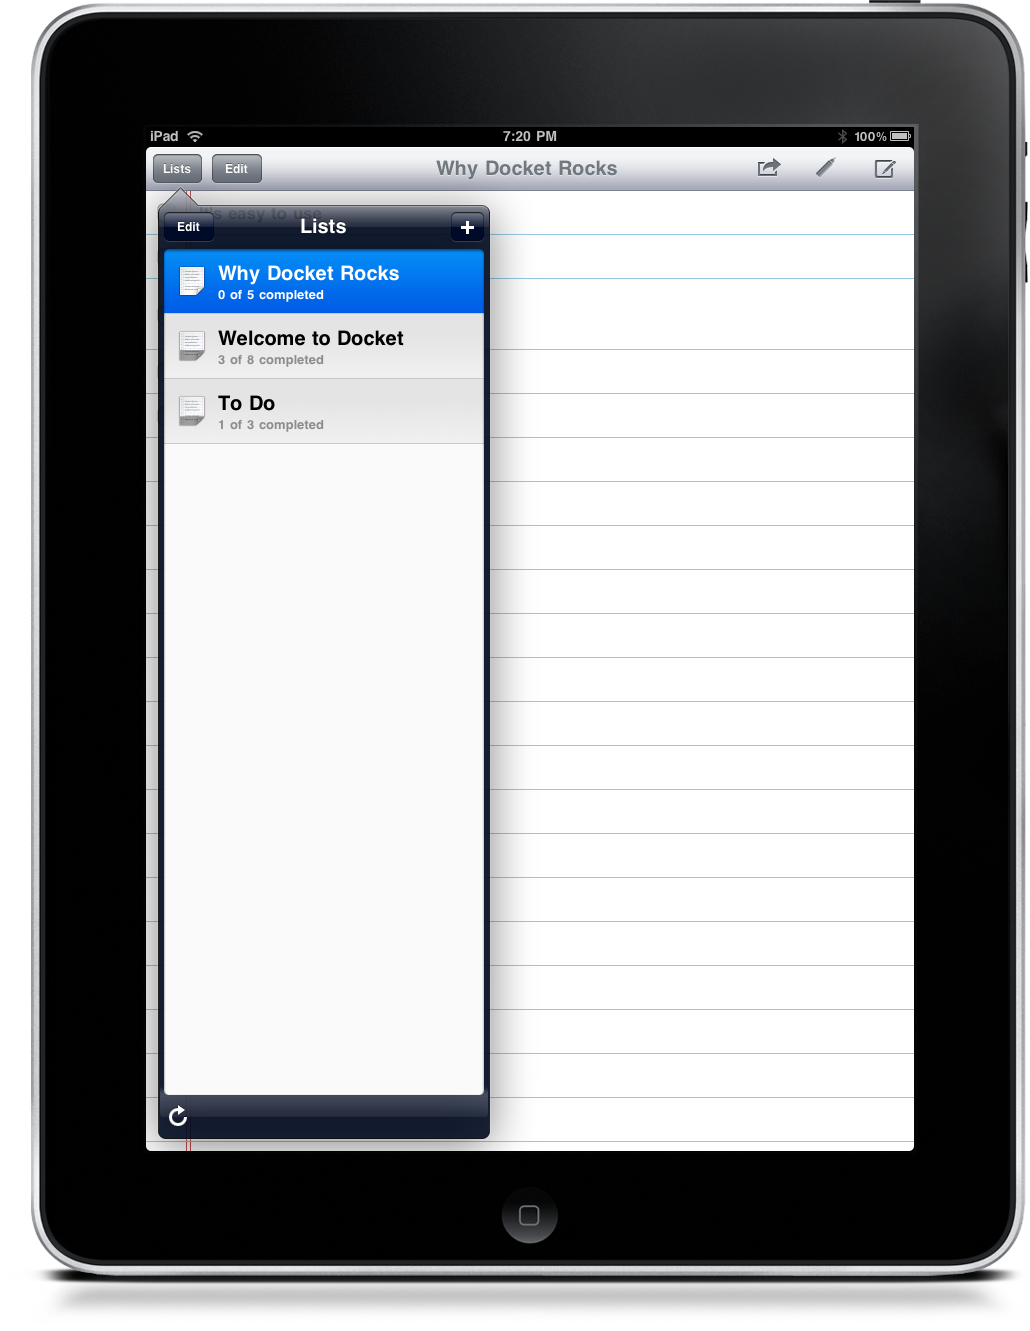 iPad 7:20 PM 100%
Lists Edit Why Docket Rocks
It's easy to use
Edit Lists +
Why Docket Rocks
0 of 5 completed
Welcome to Docket
3 of 8 completed
To Do
1 of 3 completed